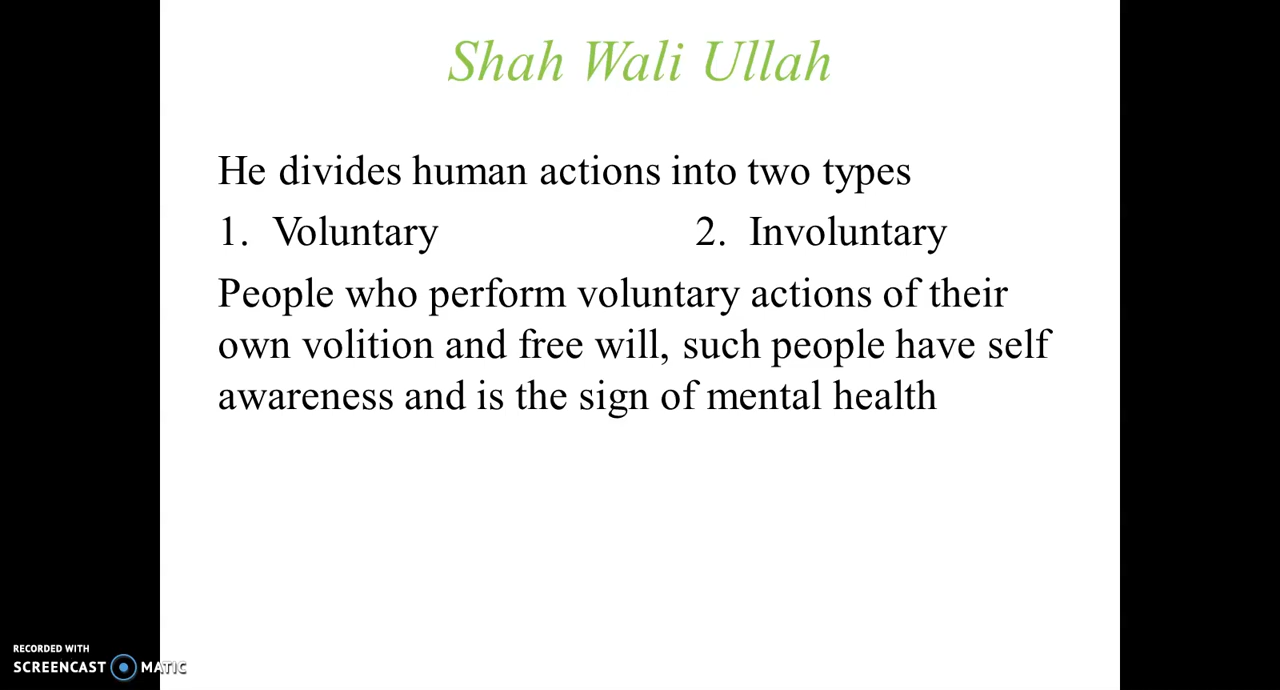 Shah Wali Ullah
He divides human actions into two types
1. Voluntary 2. Involuntary
People who perform voluntary actions of their
own volition and free will, such people have self
awareness and is the sign of mental health
RECORDED WITH
SCREENCAST MATIC